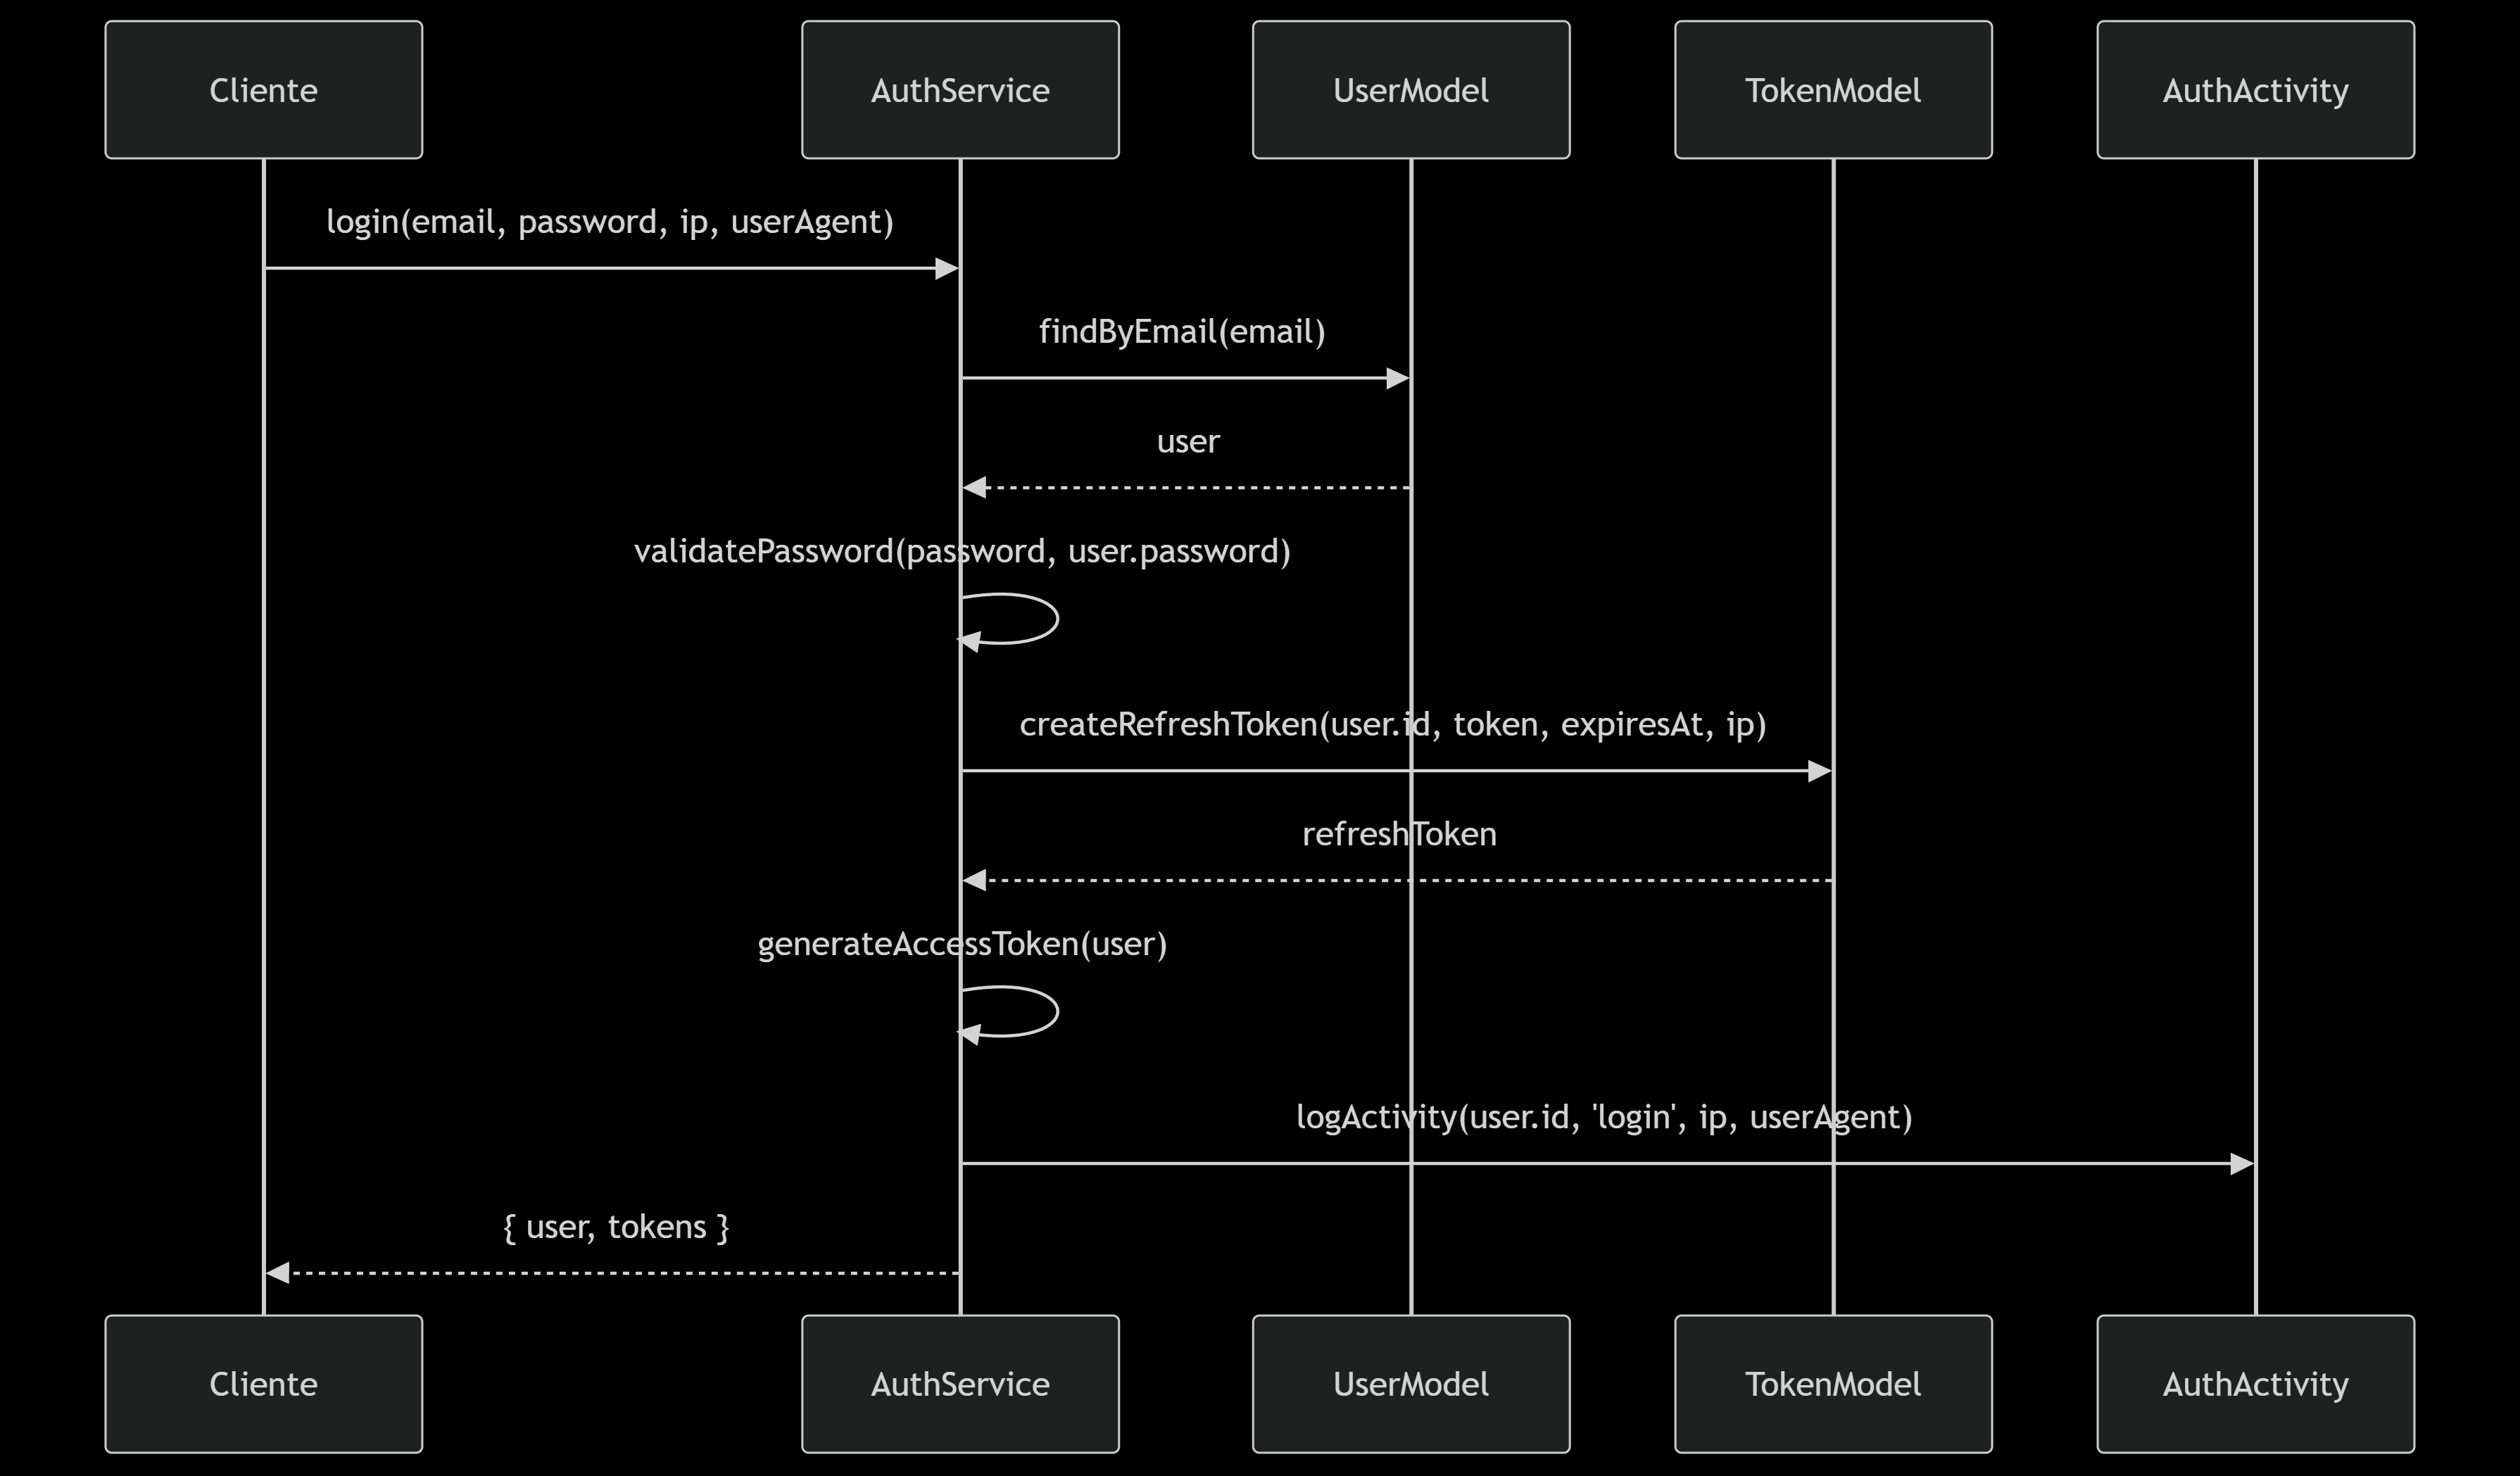 Cliente
AuthService
UserModel
TokenModel
AuthActivity
login(email, password, ip, userAgent)
findByEmail(email)
user
validatePassword(password, user.password)
createRefreshToken(user.id, token, expiresAt, ip)
refreshToken
generateAccessToken(user)
logActivity(user.id, 'login', ip, userAgent)
{ user, tokens }
Cliente
AuthService
UserModel
TokenModel
AuthActivity